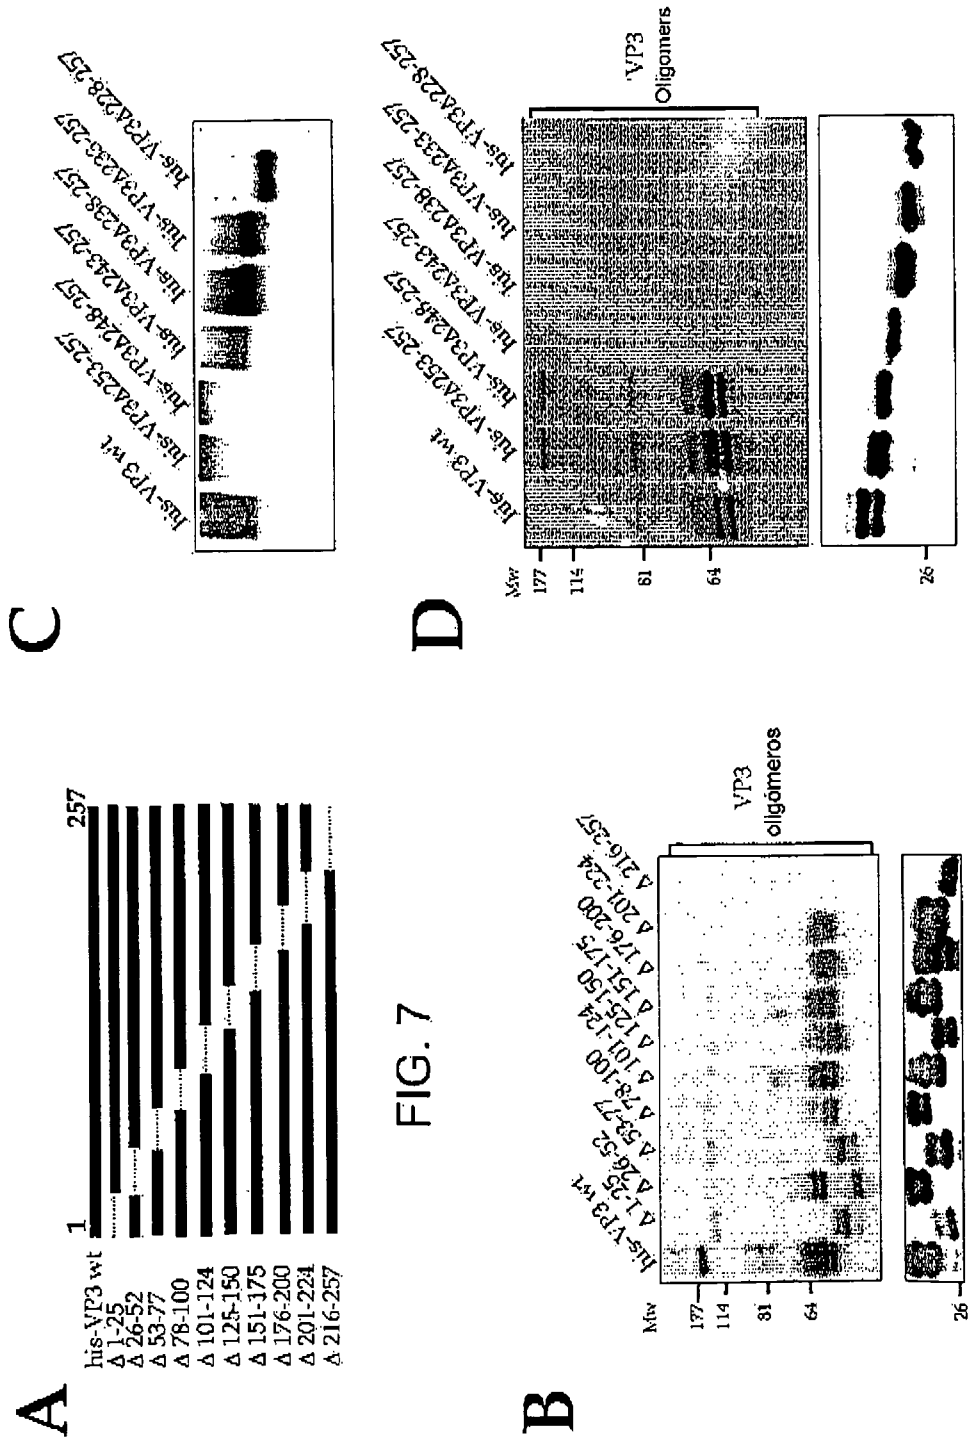 A
1
257
his-VP3 wt
Δ 1-25
Δ 26-52
Δ 53-77
Δ 78-100
Δ 101-124
Δ 125-150
Δ 151-175
Δ 176-200
Δ 201-224
Δ 216-257
B
his-VP3 wt
Δ 1-25
Δ 26-52
Δ 53-77
Δ 78-100
Δ 101-124
Δ 125-150
Δ 151-175
Δ 176-200
Δ 201-224
Δ 216-257
Mw
177
114
81
64
26
VP3
oligómeros
FIG. 7
C
his-VP3 wt
his-VP3Δ253-257
his-VP3Δ248-257
his-VP3Δ243-257
his-VP3Δ238-257
his-VP3Δ233-257
his-VP3Δ228-257
D
his-VP3 wt
his-VP3Δ253-257
his-VP3Δ248-257
his-VP3Δ243-257
his-VP3Δ238-257
his-VP3Δ233-257
his-VP3Δ228-257
Mw
177
114
81
64
26
VP3
Oligomers